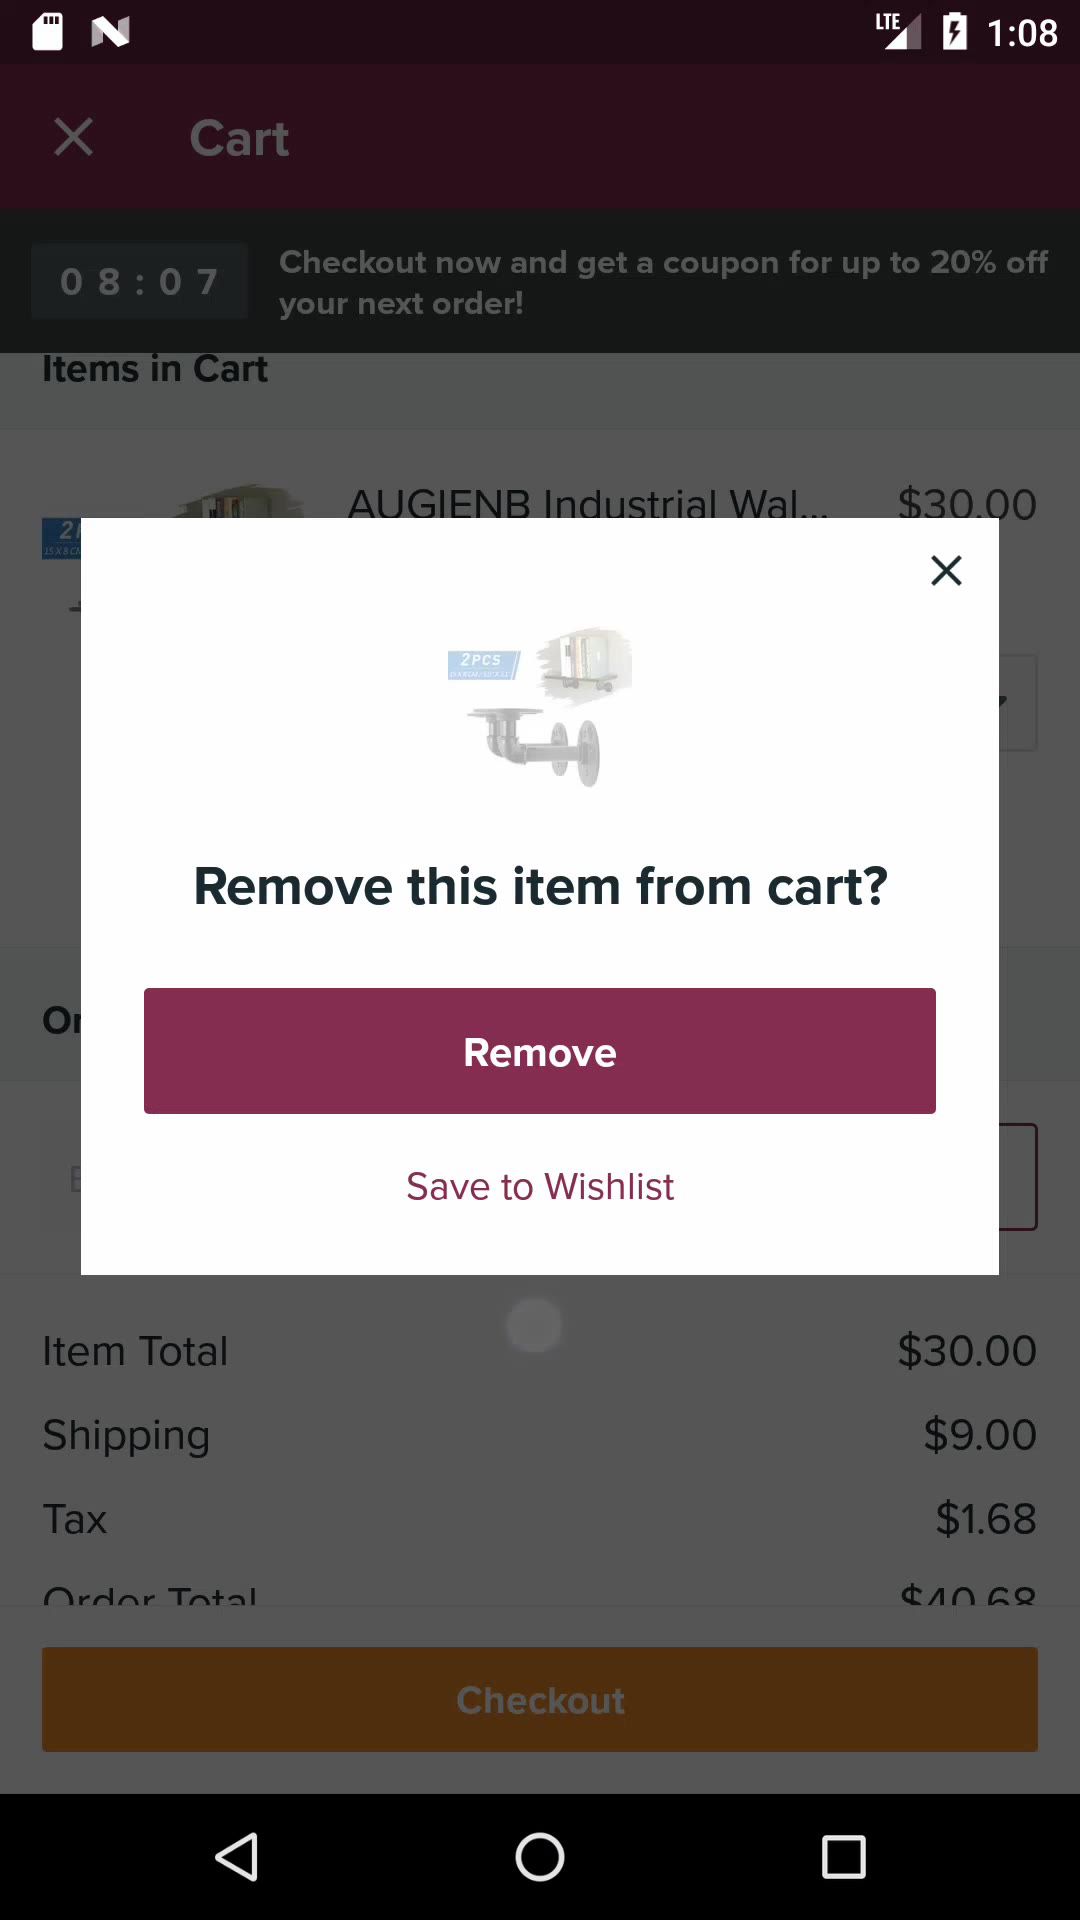 LTE
1:08
Cart
08:07
Checkout now and get a coupon for up to 20% off
your next order!
Items in Cart
AUGIENB Industrial Wal...
$30.00
2PCS
Remove this item from cart?
Remove
Save to Wishlist
Item Total
$30.00
Shipping
$9.00
Tax
$1.68
Order Total
$40.68
Checkout